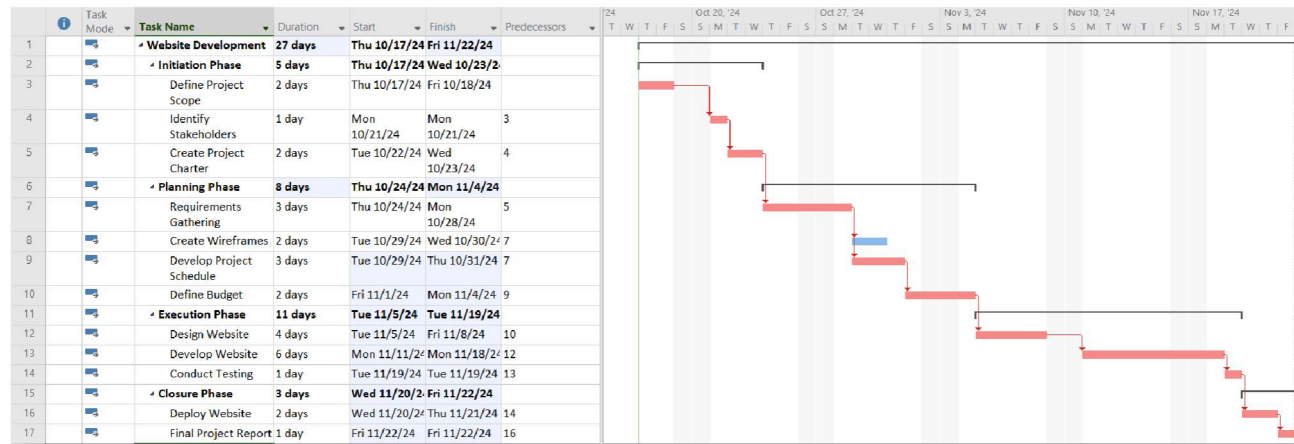 '24 Oct 20, '24 Oct 27, '24 Nov 3, '24 Nov 10, '24 Nov 17, '24
Task Mode Task Name Duration Start Finish Predecessors T W T F S S M T W T F S S M T W T F S S M T W T F S S M T W T F S S M T W T F
1 Website Development 27 days Thu 10/17/24 Fri 11/22/24
2 Initiation Phase 5 days Thu 10/17/24 Wed 10/23/2
3 Define Project Scope 2 days Thu 10/17/24 Fri 10/18/24
4 Identify Stakeholders 1 day Mon 10/21/24 Mon 10/21/24 3
5 Create Project Charter 2 days Tue 10/22/24 Wed 10/23/24 4
6 Planning Phase 8 days Thu 10/24/24 Mon 11/4/24
7 Requirements Gathering 3 days Thu 10/24/24 Mon 10/28/24 5
8 Create Wireframes 2 days Tue 10/29/24 Wed 10/30/24 7
9 Develop Project Schedule 3 days Tue 10/29/24 Thu 10/31/24 7
10 Define Budget 2 days Fri 11/1/24 Mon 11/4/24 9
11 Execution Phase 11 days Tue 11/5/24 Tue 11/19/24
12 Design Website 4 days Tue 11/5/24 Fri 11/8/24 10
13 Develop Website 6 days Mon 11/11/24 Mon 11/18/24 12
14 Conduct Testing 1 day Tue 11/19/24 Tue 11/19/24 13
15 Closure Phase 3 days Wed 11/20/2 Fri 11/22/24
16 Deploy Website 2 days Wed 11/20/24 Thu 11/21/24 14
17 Final Project Report 1 day Fri 11/22/24 Fri 11/22/24 16